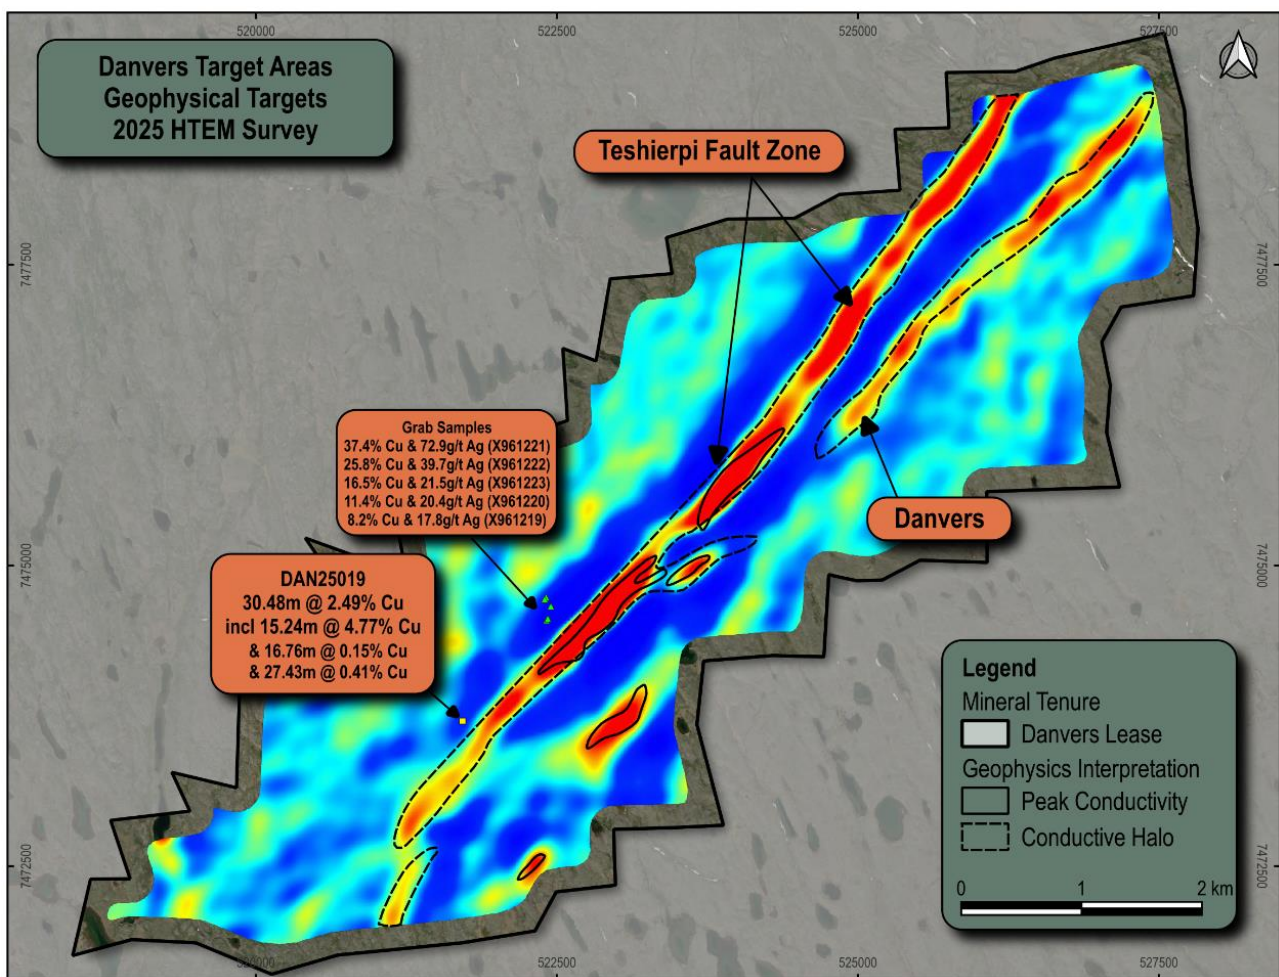 520000
522500
525000
527500
Danvers Target Areas
Geophysical Targets
2025 HTEM Survey
Teshierpi Fault Zone
7477500
7477500
Grab Samples
37.4% Cu & 72.9g/t Ag (X961221)
25.8% Cu & 39.7g/t Ag (X961222)
16.5% Cu & 21.5g/t Ag (X961223)
11.4% Cu & 20.4g/t Ag (X961220)
8.2% Cu & 17.8g/t Ag (X961219)
Danvers
7475000
7475000
DAN25019
30.48m @ 2.49% Cu
incl 15.24m @ 4.77% Cu
& 16.76m @ 0.15% Cu
& 27.43m @ 0.41% Cu
Legend
Mineral Tenure
Danvers Lease
Geophysics Interpretation
Peak Conductivity
Conductive Halo
0 1 2 km
7472500
7472500
520000
522500
525000
527500